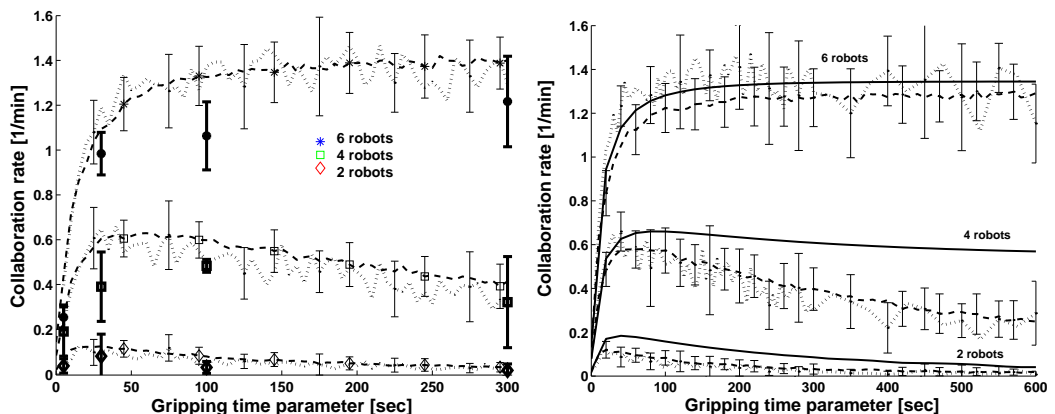 1.6
1.4
1.2
1
0.8
0.6
0.4
0.2
0
0 50 100 150 200 250 300
Collaboration rate [1/min]
Gripping time parameter [sec]
6 robots
4 robots
2 robots
1.6
1.4
1.2
1
0.8
0.6
0.4
0.2
0
0 100 200 300 400 500 600
Collaboration rate [1/min]
Gripping time parameter [sec]
6 robots
4 robots
2 robots